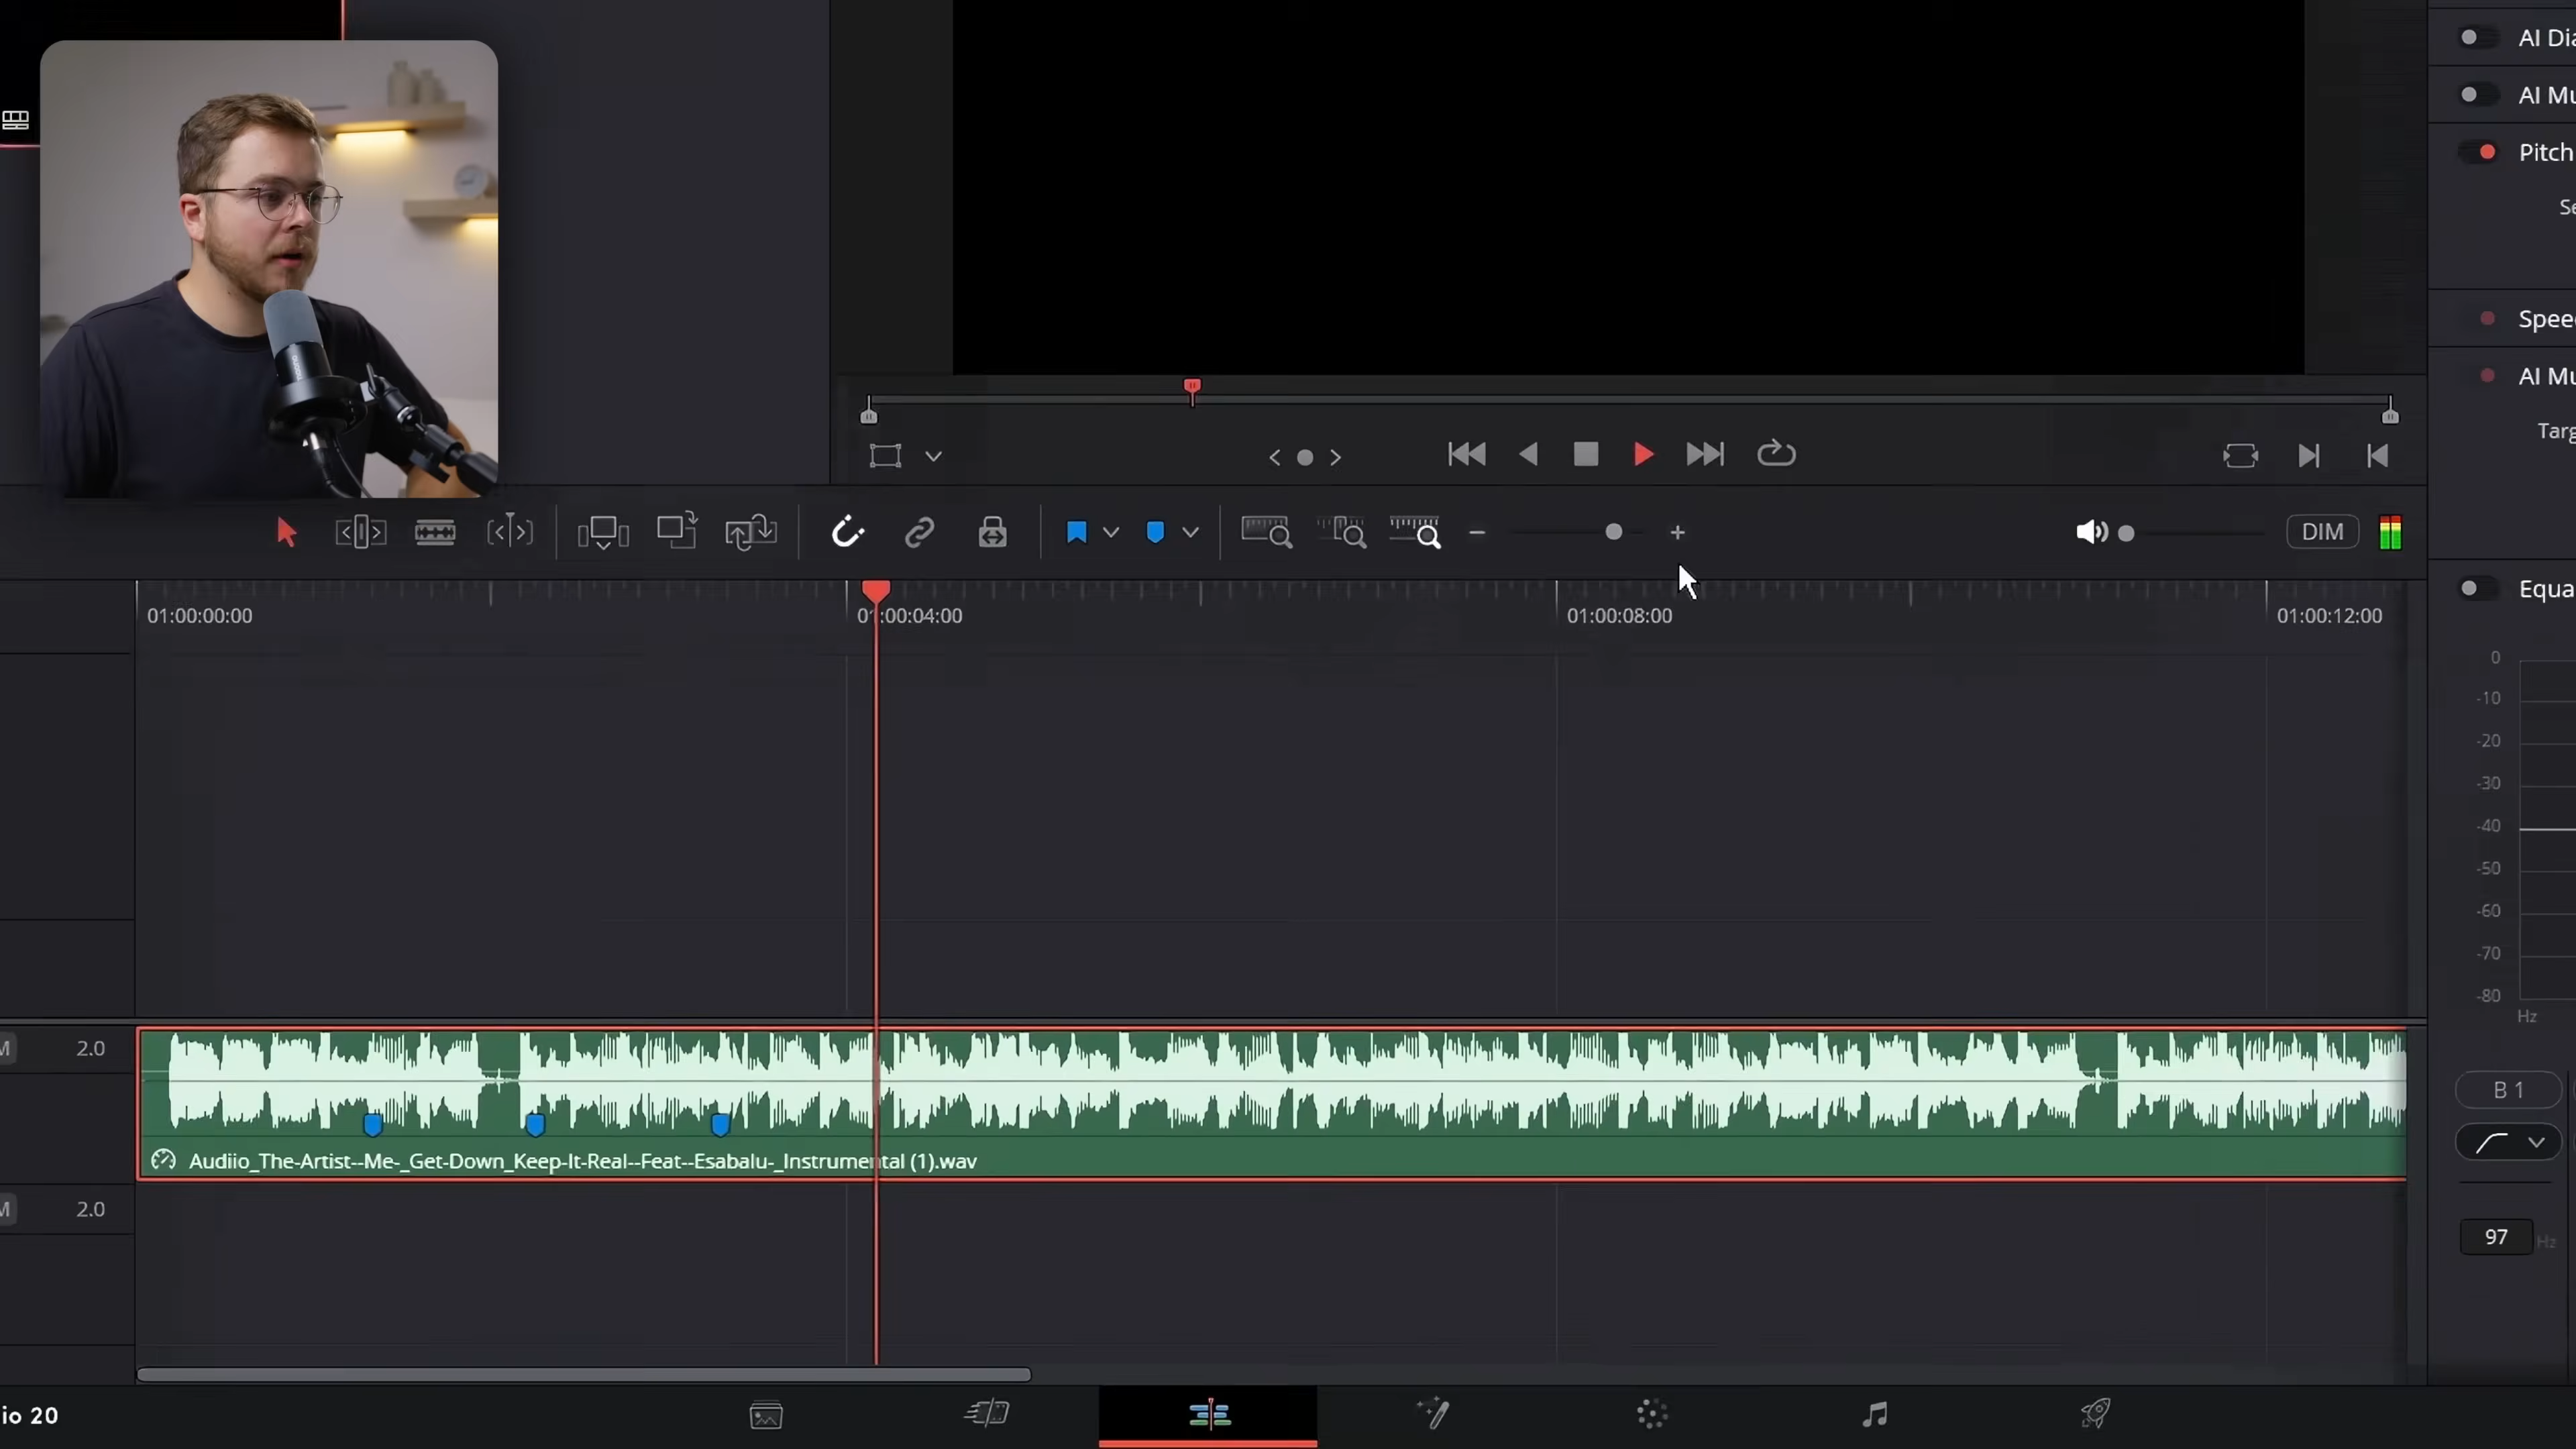 AI Dia
AI Mu
Pitch
Se
Spee
AI Mu
Targ
DIM
01:00:00:00
01:00:04:00
01:00:08:00
01:00:12:00
Equa
0
-10
-20
-30
-40
-50
-60
-70
-80
Hz
M
2.0
Audiio_The-Artist--Me-_Get-Down_Keep-It-Real--Feat--Esabalu-_Instrumental (1).wav
B 1
M
2.0
97
Hz
io 20